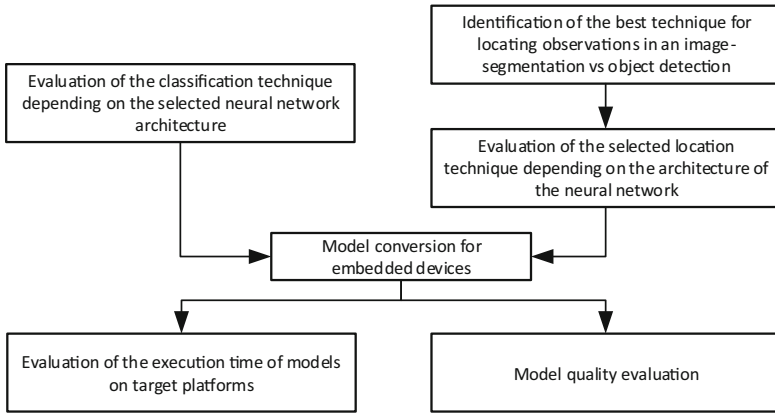 Identification of the best technique for
locating observations in an image-
segmentation vs object detection
Evaluation of the classification technique
depending on the selected neural network
architecture
Evaluation of the selected location
technique depending on the architecture of
the neural network
Model conversion for
embedded devices
Evaluation of the execution time of models
on target platforms
Model quality evaluation